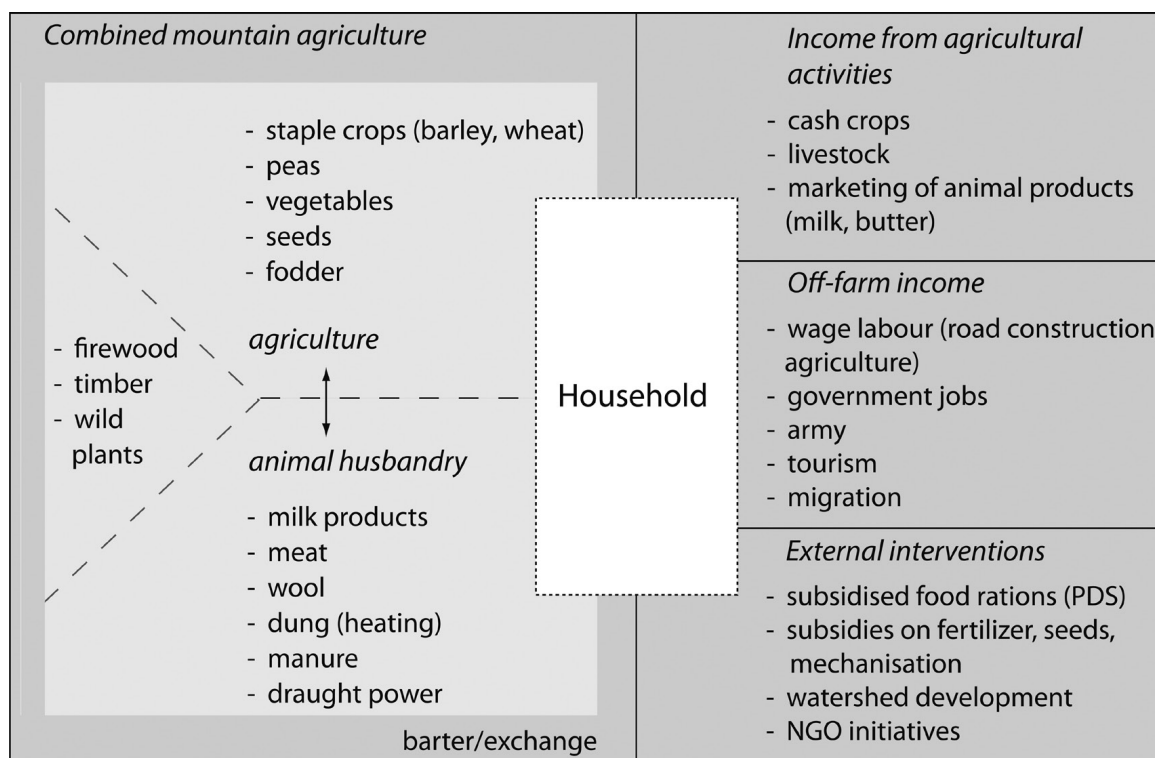 Combined mountain agriculture
- staple crops (barley, wheat)
- peas
- vegetables
- seeds
- fodder
agriculture
- firewood
- timber
- wild
plants
animal husbandry
- milk products
- meat
- wool
- dung (heating)
- manure
- draught power
barter/exchange
Household
Income from agricultural
activities
- cash crops
- livestock
- marketing of animal products
(milk, butter)
Off-farm income
- wage labour (road construction
agriculture)
- government jobs
- army
- tourism
- migration
External interventions
- subsidised food rations (PDS)
- subsidies on fertilizer, seeds,
mechanisation
- watershed development
- NGO initiatives